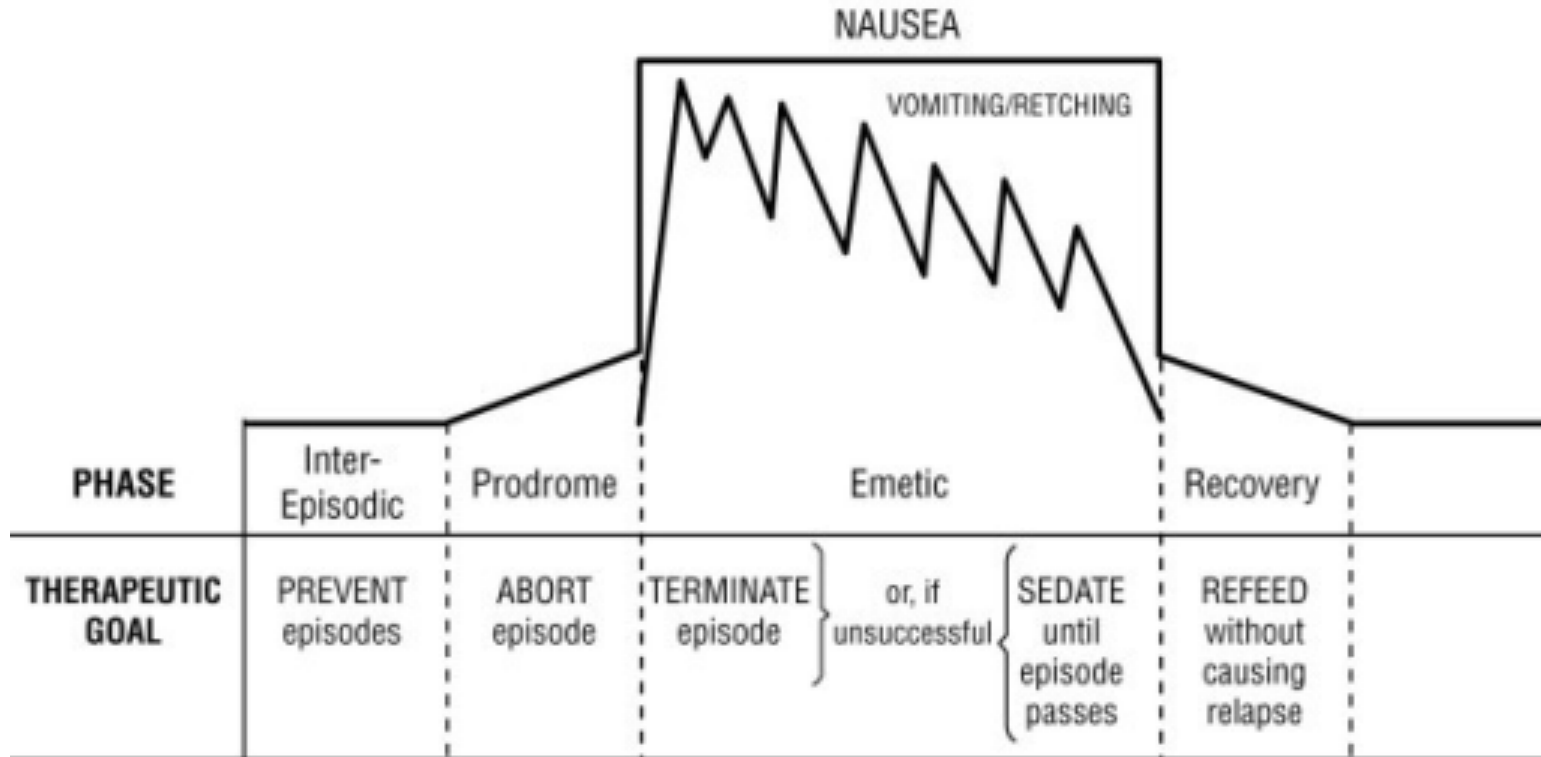 NAUSEA
VOMITING/RETCHING
PHASE
Inter-
Episodic
Prodrome
Emetic
Recovery
THERAPEUTIC
GOAL
PREVENT
episodes
ABORT
episode
TERMINATE
episode
or, if
unsuccessful
SEDATE
until
episode
passes
REFEED
without
causing
relapse